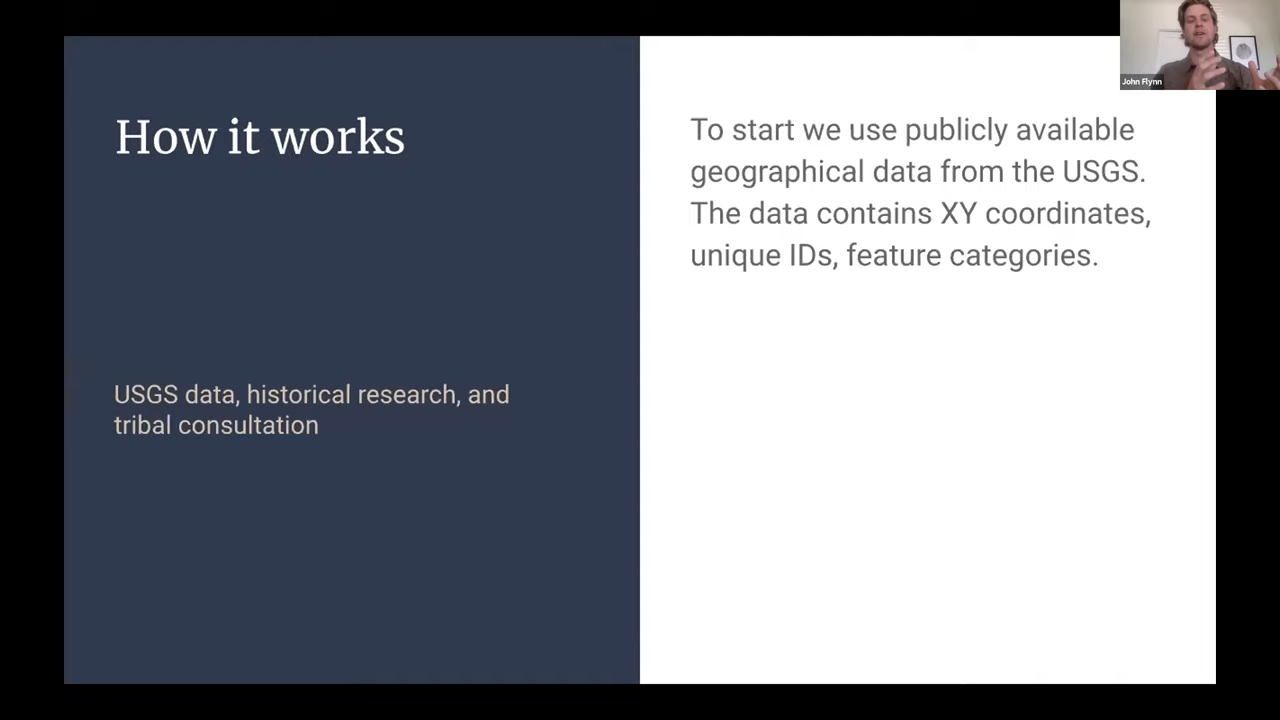 How it works
USGS data, historical research, and
tribal consultation
To start we use publicly available
geographical data from the USGS.
The data contains XY coordinates,
unique IDs, feature categories.
John Flynn